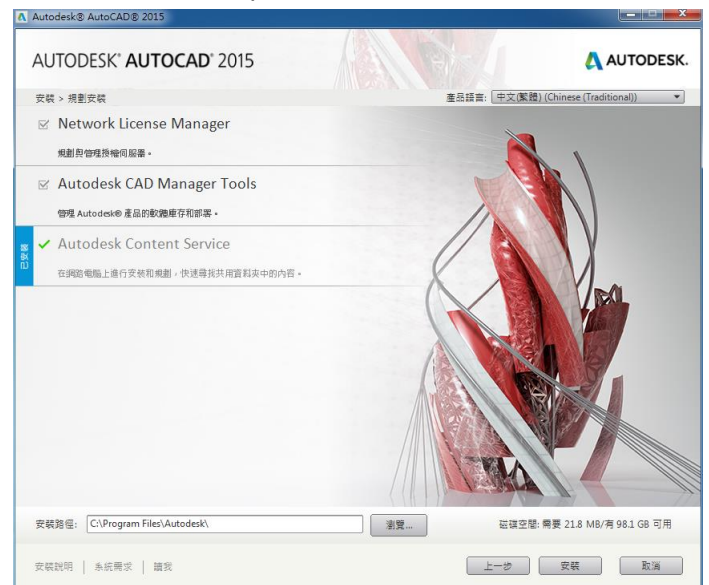 Autodesk® AutoCAD® 2015
AUTODESK® AUTOCAD® 2015
AUTODESK.
安裝 > 規劃安裝
產品語言: 中文(繁體) (Chinese (Traditional))
Network License Manager
規劃與管理授權伺服器。
Autodesk CAD Manager Tools
管理 Autodesk® 產品的軟體庫存和部署。
已安裝
Autodesk Content Service
在網路電腦上進行安裝和規劃，快速尋找共用資料夾中的內容。
安裝路徑: C:\Program Files\Autodesk\ 瀏覽... 磁碟空間: 需要 21.8 MB/有 98.1 GB 可用
安裝說明 | 系統需求 | 讀我 上一步 安裝 取消